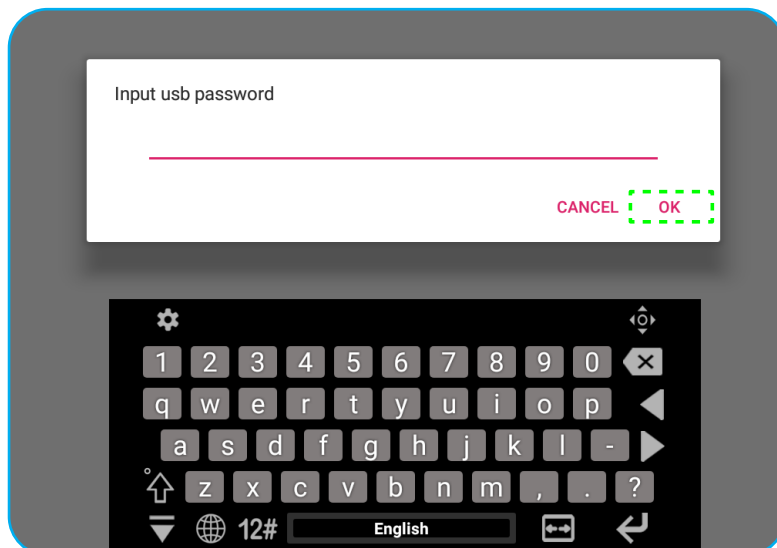 Input usb password
CANCEL OK
1 2 3 4 5 6 7 8 9 0
q w e r t y u i o p
a s d f g h j k l -
z x c v b n m , . ?
12# English